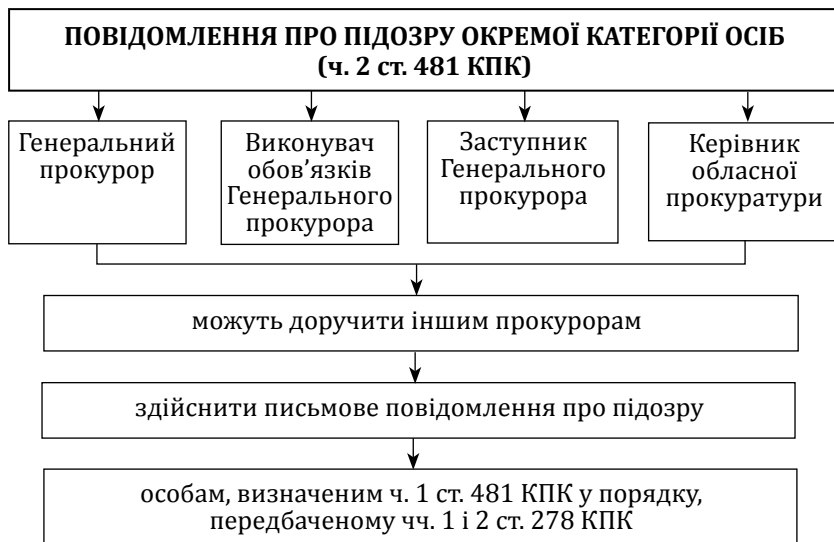 ПОВІДОМЛЕННЯ ПРО ПІДОЗРУ ОКРЕМОЇ КАТЕГОРІЇ ОСІБ
(ч. 2 ст. 481 КПК)
Генеральний
прокурор
Виконувач
обов’язків
Генерального
прокурора
Заступник
Генерального
прокурора
Керівник
обласної
прокуратури
можуть доручити іншим прокурорам
здійснити письмове повідомлення про підозру
особам, визначеним ч. 1 ст. 481 КПК у порядку,
передбаченому чч. 1 і 2 ст. 278 КПК